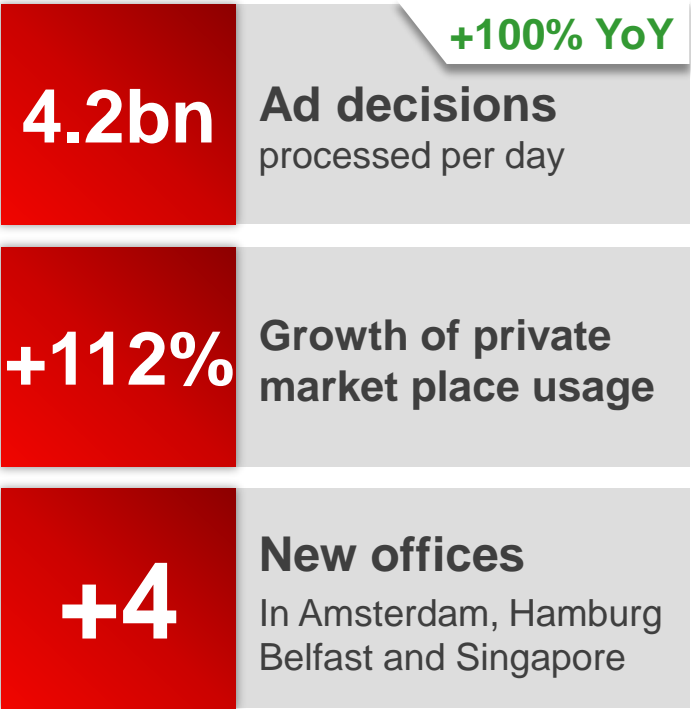 +100% YoY
4.2bn
Ad decisions
processed per day
+112%
Growth of private
market place usage
+4
New offices
In Amsterdam, Hamburg
Belfast and Singapore